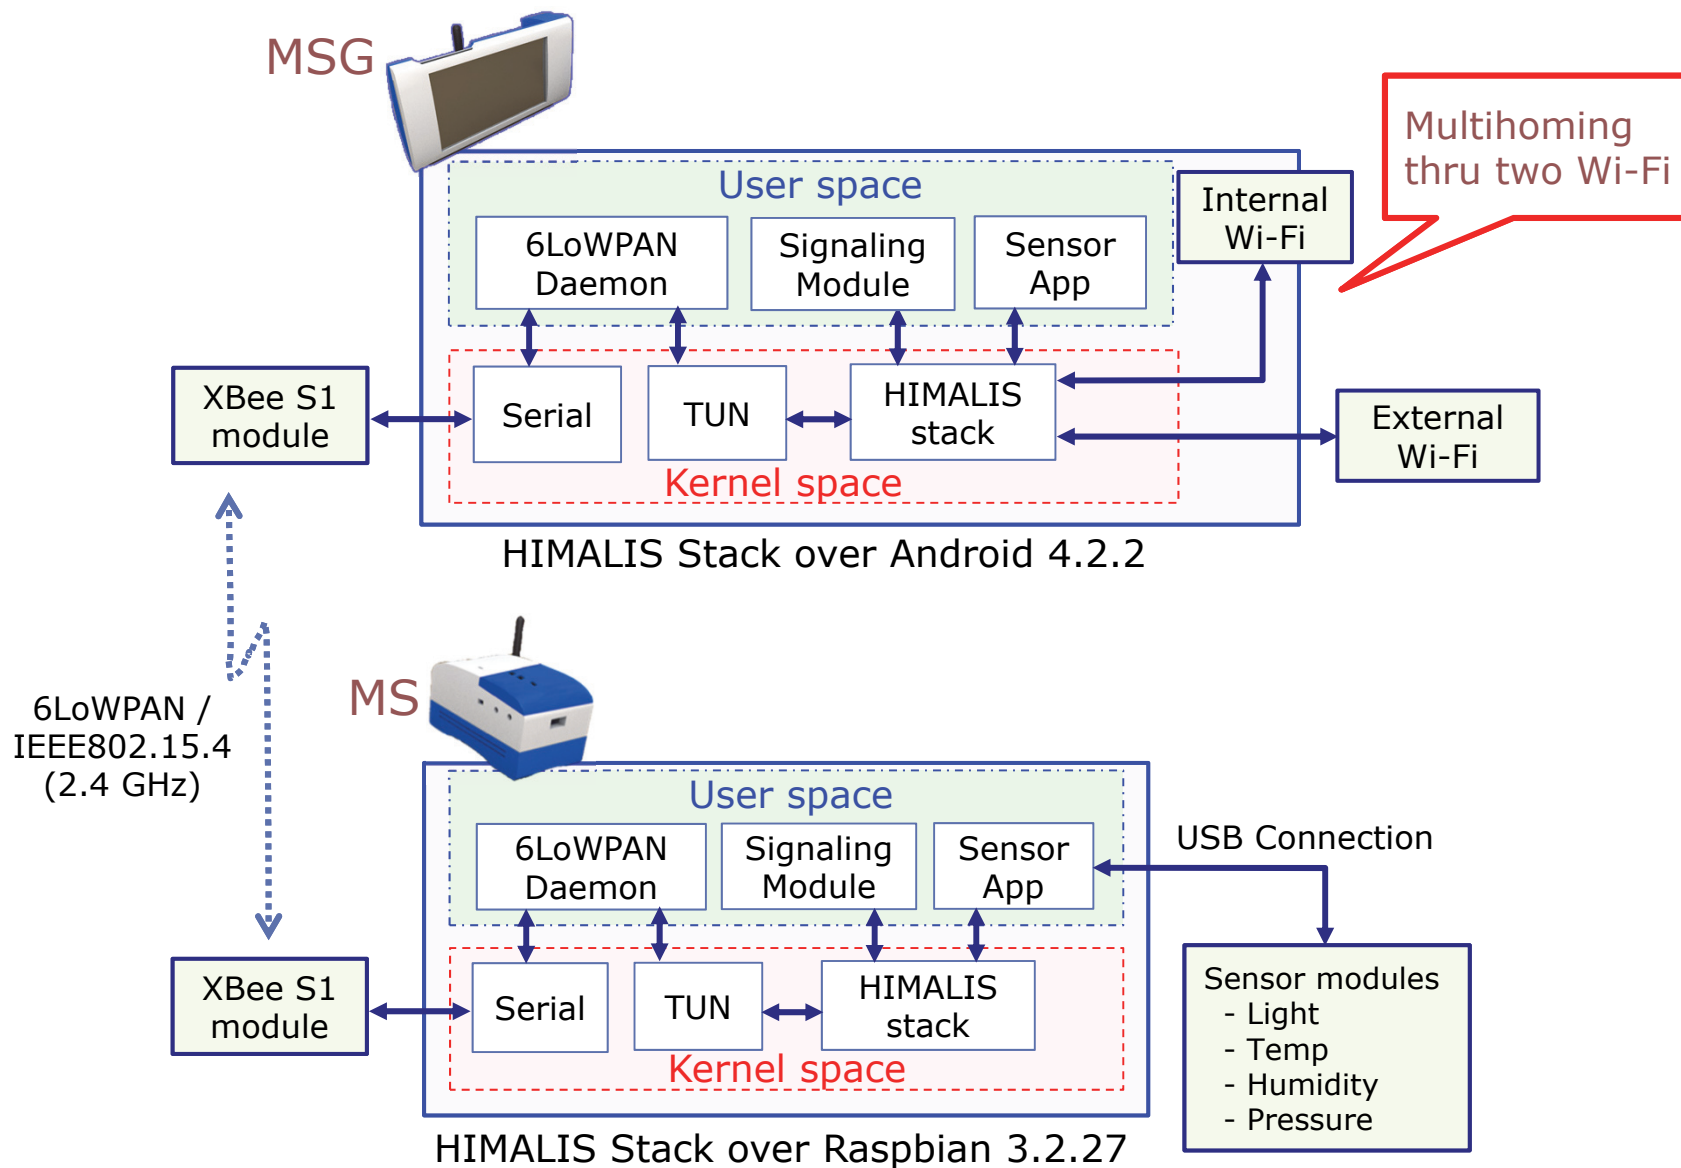 MSG
Multihoming
thru two Wi-Fi
User space
Internal
Wi-Fi
6LoWPAN
Daemon
Signaling
Module
Sensor
App
XBee S1
module
Serial
TUN
HIMALIS
stack
External
Wi-Fi
Kernel space
HIMALIS Stack over Android 4.2.2
6LoWPAN /
IEEE802.15.4
(2.4 GHz)
MS
User space
6LoWPAN
Daemon
Signaling
Module
Sensor
App
USB Connection
XBee S1
module
Serial
TUN
HIMALIS
stack
Kernel space
Sensor modules
- Light
- Temp
- Humidity
- Pressure
HIMALIS Stack over Raspbian 3.2.27